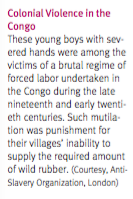 Colonial Violence in the
Congo
These young boys with sev-
ered hands were among the
victims of a brutal regime of
forced labor undertaken in
the Congo during the late
nineteenth and early twenti-
eth centuries. Such mutila-
tion was punishment for
their villages' inability to
supply the required amount
of wild rubber. (Courtesy, Anti-
Slavery Organization, London)